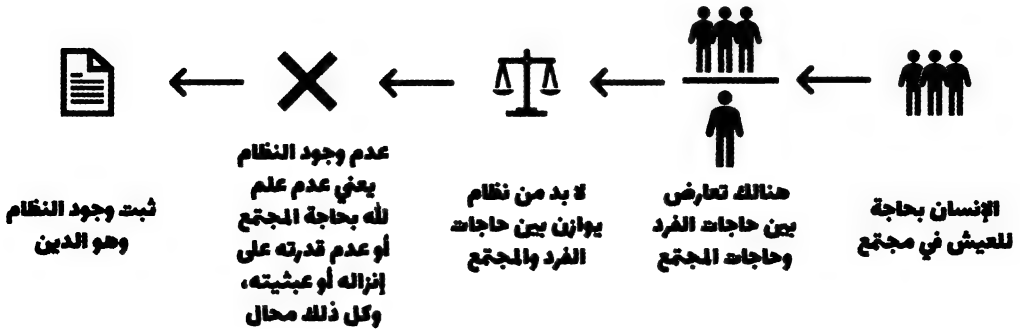 الإنسان بحاجة
للعيش في مجتمع
هنالك تعارض
بين حاجات الفرد
وحاجات المجتمع
لا بد من نظام
يوازن بين حاجات
الفرد والمجتمع
عدم وجود النظام
يعني عدم علم
لله بحاجة المجتمع
أو عدم قدرته على
إنزاله أو عبثيته،
وكل ذلك محال
ثبت وجود النظام
وهو الدين